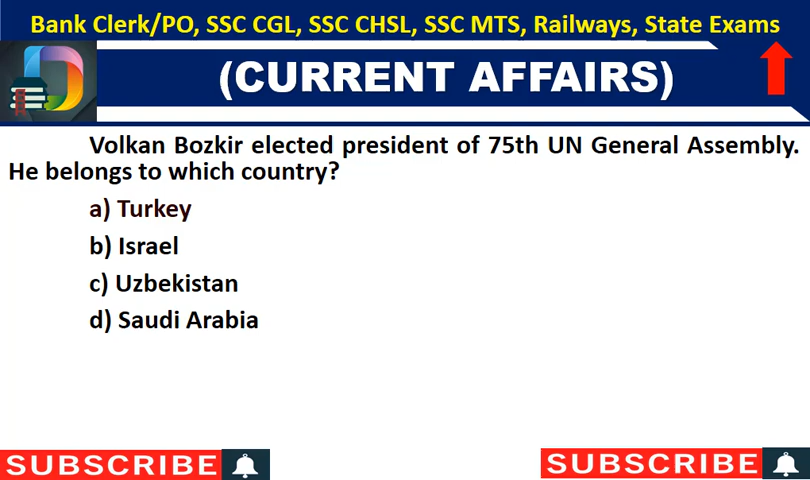 Bank Clerk/PO, SSC CGL, SSC CHSL, SSC MTS, Railways, State Exams
(CURRENT AFFAIRS)
Volkan Bozkir elected president of 75th UN General Assembly.
He belongs to which country?
a) Turkey
b) Israel
c) Uzbekistan
d) Saudi Arabia
SUBSCRIBE
SUBSCRIBE